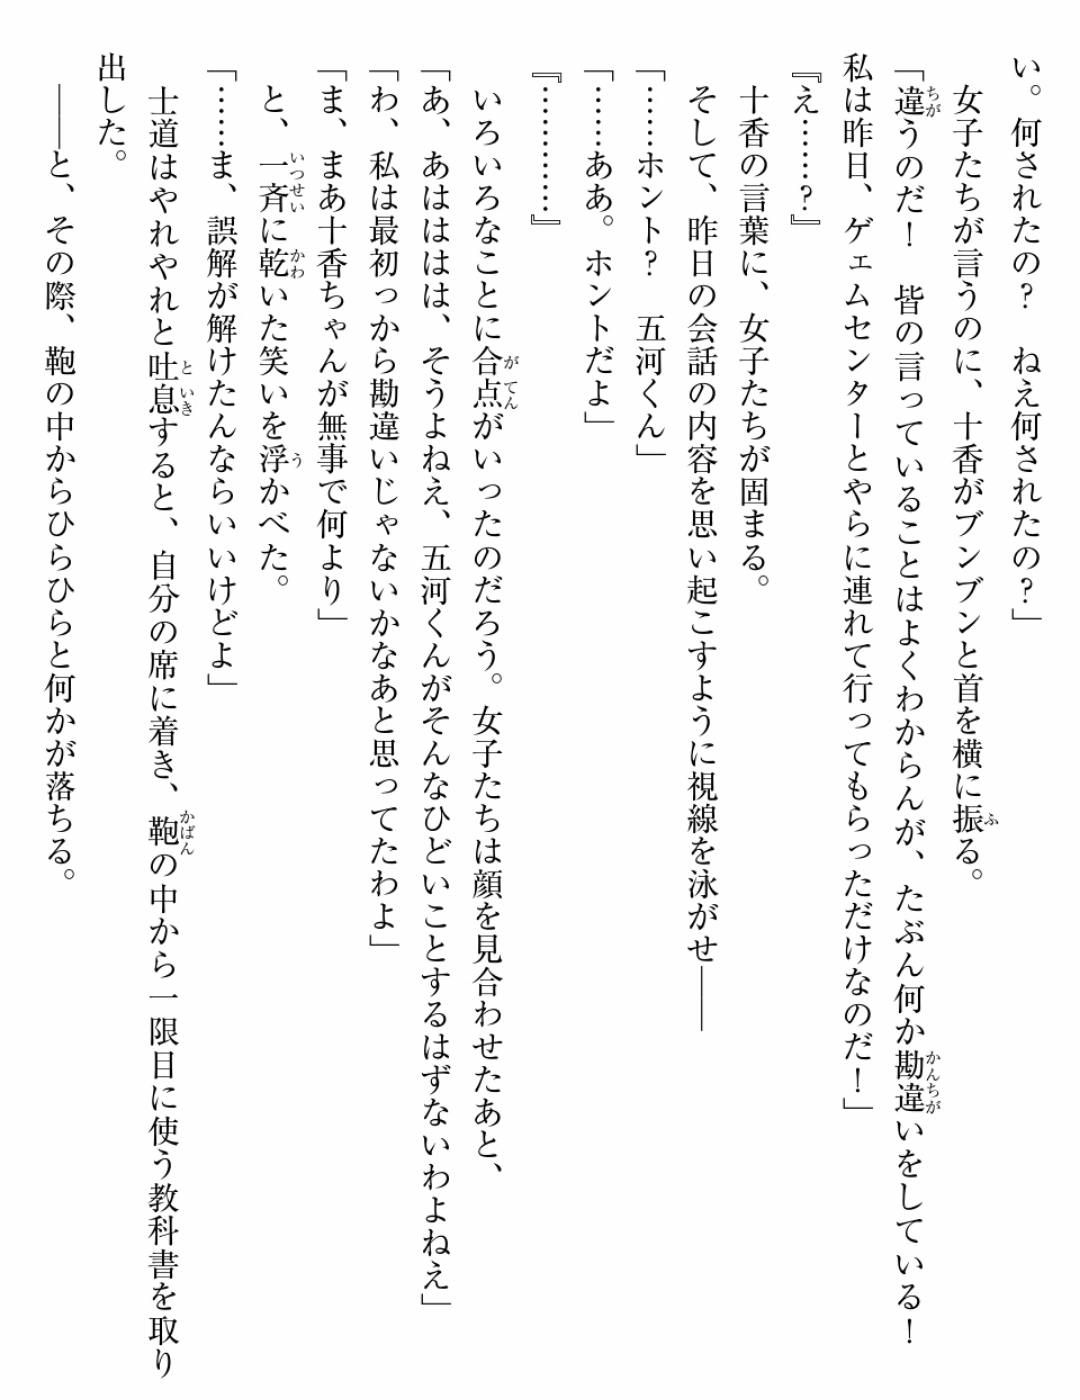 い。何されたの？　ねえ何されたの？」
　女子たちが言うのに、十香がブンブンと首を横に振る。
「違うのだ！　皆の言っていることはよくわからんが、たぶん何か勘違いをしている！
私は昨日、ゲェムセンターとやらに連れて行ってもらっただけなのだ！」
『え……？』
　十香の言葉に、女子たちが固まる。
　そして、昨日の会話の内容を思い起こすように視線を泳がせ――
「……ホント？　五河くん」
「……ああ。ホントだよ」
『…………』
　いろいろなことに合点がいったのだろう。女子たちは顔を見合わせたあと、
「あ、あはははは、そうよねえ、五河くんがそんなひどいことするはずないわよねえ」
「わ、私は最初っから勘違いじゃないかなあと思ってたわよ」
「ま、まあ十香ちゃんが無事で何より」
　と、一斉に乾いた笑いを浮かべた。
「……ま、誤解が解けたんならいいけどよ」
　士道はやれやれと吐息すると、自分の席に着き、鞄の中から一限目に使う教科書を取り
出した。
　――と、その際、鞄の中からひらひらと何かが落ちる。